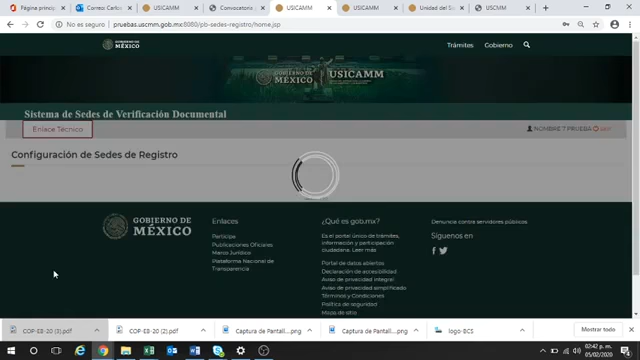 Página princip
Correo: Carlos
USICAMM
Convocatoria
USICAMM
USICAMM
Unidad del Si
USCMM
No es seguro | pruebas.uscmm.gob.mx:8080/pb-sedes-registro/home.jsp
GOBIERNO DE MÉXICO
Trámites Gobierno
GOBIERNO DE MÉXICO USICAMM
Sistema de Sedes de Verificación Documental
Enlace Técnico
NOMBRE 7 PRUEBA
Configuración de Sedes de Registro
GOBIERNO DE MÉXICO
Enlaces
Participa
Publicaciones Oficiales
Marco Jurídico
Plataforma Nacional de
Transparencia
¿Qué es gob.mx?
Es el portal único de trámites,
información y participación
ciudadana. Leer más
Portal de datos abiertos
Declaración de accesibilidad
Aviso de privacidad integral
Aviso de privacidad simplificado
Términos y Condiciones
Política de seguridad
Mapa de sitio
Denuncia contra servidores públicos
Síguenos en
COP-EB-20 (3).pdf
COP-EB-20 (2).pdf
Captura de Pantall....png
Captura de Pantall....png
logo-BCS
Mostrar todo
02:42 p. m.
05/02/2020